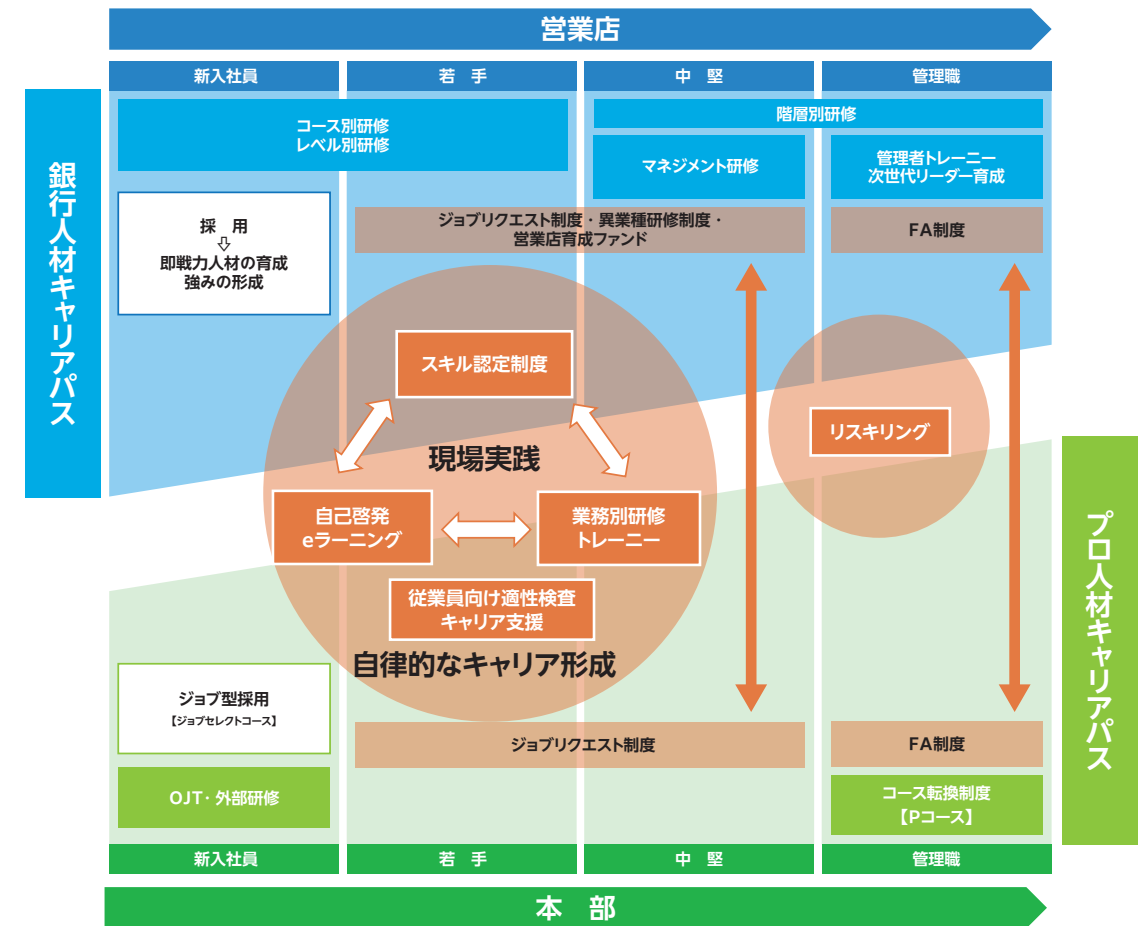 営業店
新入社員
若　手
中　堅
管理職
銀行人材キャリアパス
コース別研修
レベル別研修
階層別研修
マネジメント研修
管理者トレーニー
次世代リーダー育成
採　用
⇩
即戦力人材の育成
強みの形成
ジョブリクエスト制度・異業種研修制度・
営業店育成ファンド
FA制度
スキル認定制度
現場実践
リスキリング
自己啓発
eラーニング
業務別研修
トレーニー
従業員向け適性検査
キャリア支援
自律的なキャリア形成
プロ人材キャリアパス
ジョブ型採用
【ジョブセレクトコース】
ジョブリクエスト制度
FA制度
OJT・外部研修
コース転換制度
【Pコース】
新入社員
若　手
中　堅
管理職
本　部